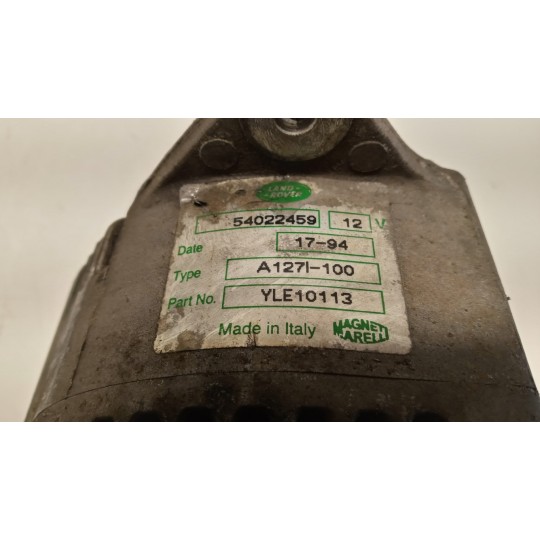 LAND-
-ROVER
54022459 12 V
Date 17-94
Type A127I-100
Part No. YLE10113
Made in Italy
MAGNETI
MARELLI